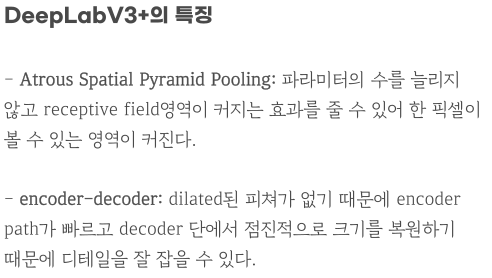 DeepLabV3+의 특징
- Atrous Spatial Pyramid Pooling: 파라미터의 수를 늘리지
않고 receptive field영역이 커지는 효과를 줄 수 있어 한 픽셀이
볼 수 있는 영역이 커진다.
- encoder-decoder: dilated된 피쳐가 없기 때문에 encoder
path가 빠르고 decoder 단에서 점진적으로 크기를 복원하기
때문에 디테일을 잘 잡을 수 있다.